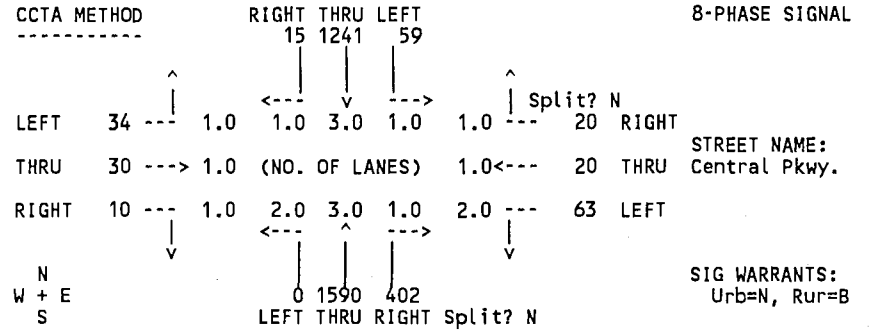 CCTA METHOD RIGHT THRU LEFT 8-PHASE SIGNAL
----------- 15 1241 59
^ ^
<--- v ---> Split? N
LEFT 34 --- 1.0 1.0 3.0 1.0 1.0 --- 20 RIGHT
STREET NAME:
THRU 30 ---> 1.0 (NO. OF LANES) 1.0<--- 20 THRU Central Pkwy.
RIGHT 10 --- 1.0 2.0 3.0 1.0 2.0 --- 63 LEFT
<--- ^ --->
v v
N SIG WARRANTS:
W + E 0 1590 402 Urb=N, Rur=B
S LEFT THRU RIGHT Split? N